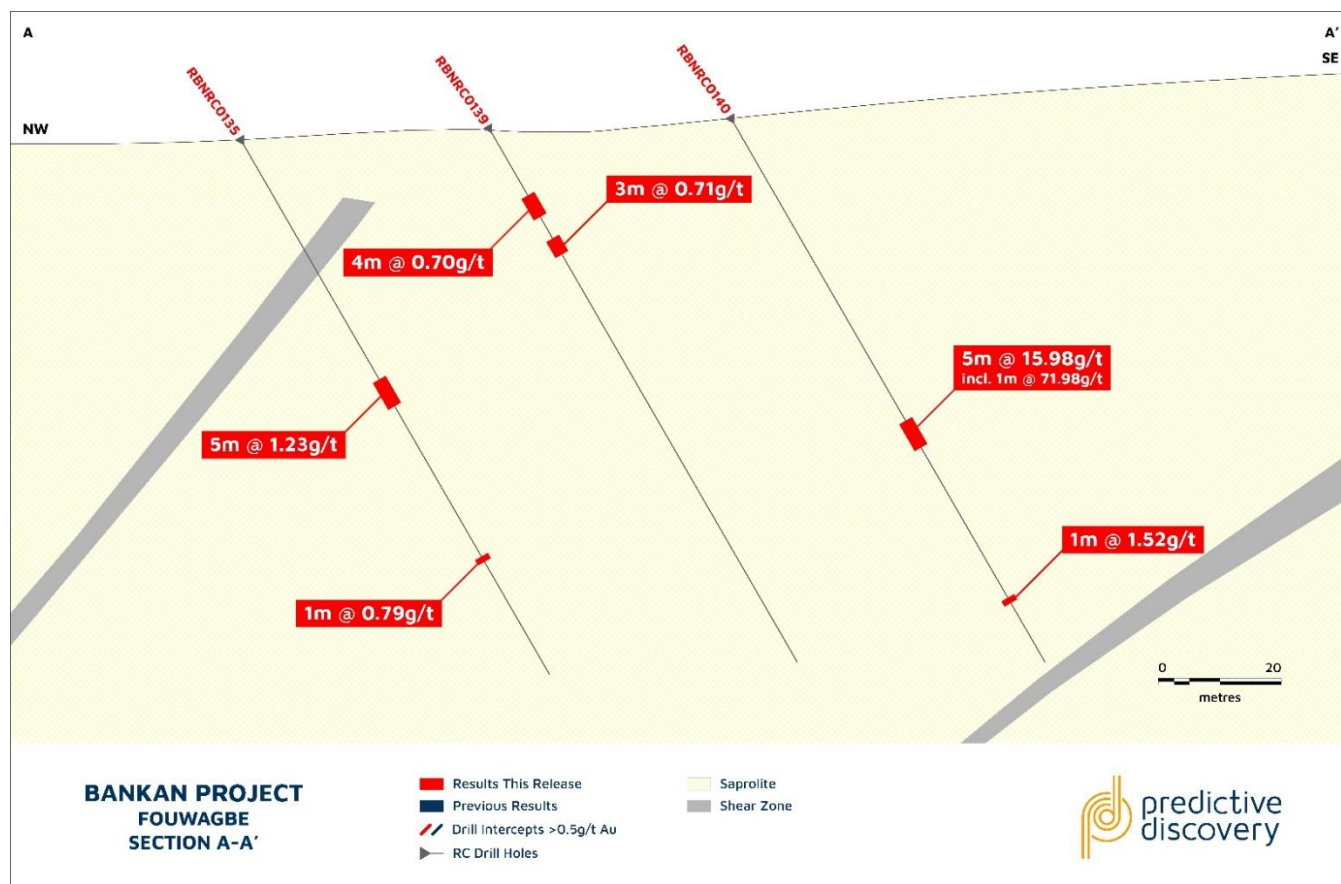 A
A'
SE
NW
RBNRC0135
RBNRC0139
RBNRC0140
3m @ 0.71g/t
4m @ 0.70g/t
5m @ 15.98g/t
incl. 1m @ 71.98g/t
5m @ 1.23g/t
1m @ 1.52g/t
1m @ 0.79g/t
0 20
metres
BANKAN PROJECT
FOUWAGBE
SECTION A-A'
Results This Release
Previous Results
Drill Intercepts >0.5g/t Au
RC Drill Holes
Saprolite
Shear Zone
predictive
discovery